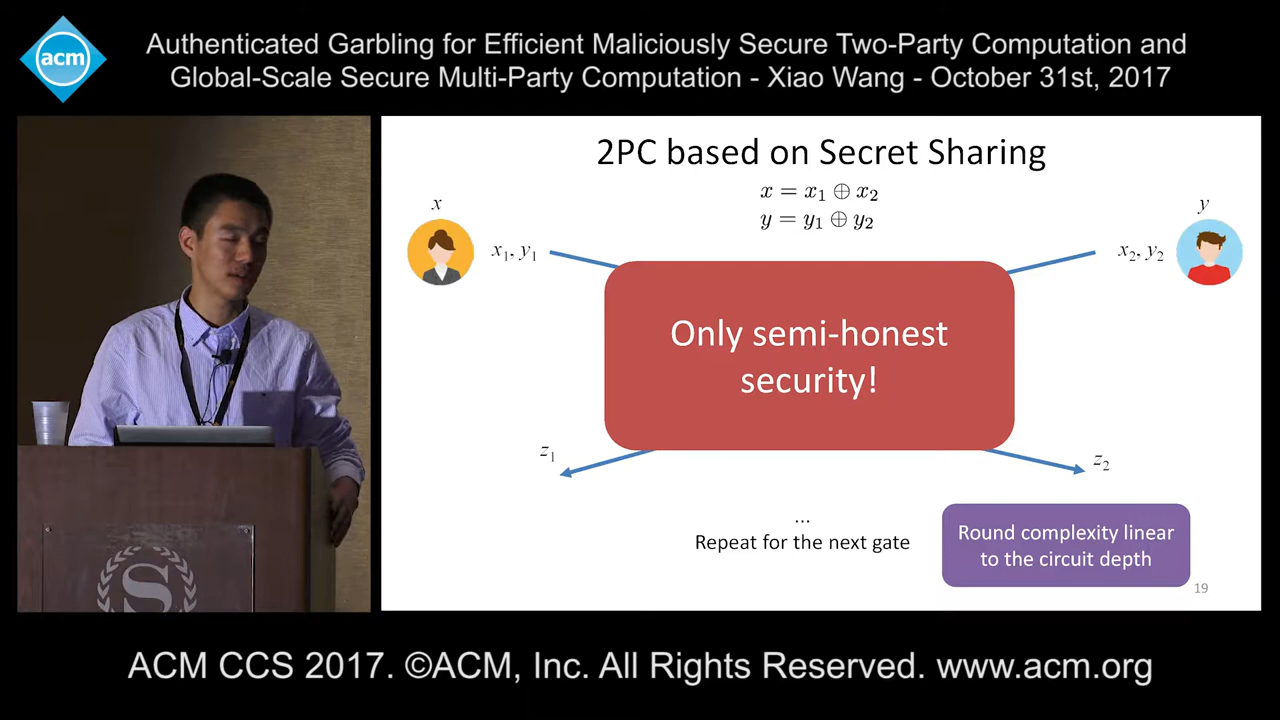 acm
Authenticated Garbling for Efficient Maliciously Secure Two-Party Computation and
Global-Scale Secure Multi-Party Computation - Xiao Wang - October 31st, 2017
2PC based on Secret Sharing
x = x₁ ⊕ x₂
y = y₁ ⊕ y₂
x
y
x₁, y₁
x₂, y₂
Only semi-honest
security!
z₁
z₂
...
Repeat for the next gate
Round complexity linear
to the circuit depth
19
S
ACM CCS 2017. ©ACM, Inc. All Rights Reserved. www.acm.org